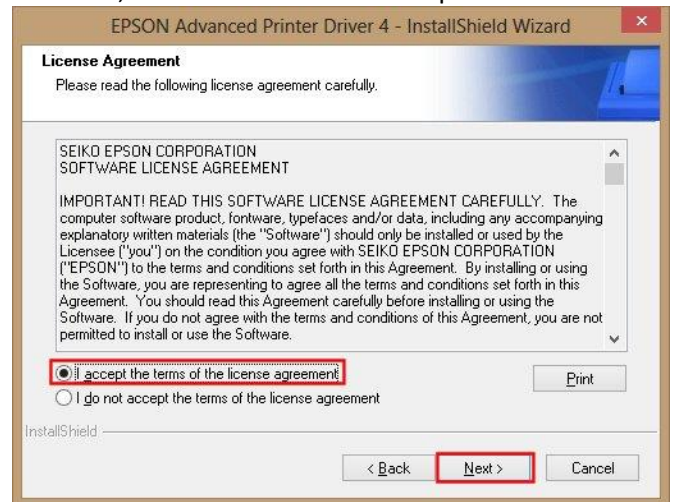 EPSON Advanced Printer Driver 4 - InstallShield Wizard
License Agreement
Please read the following license agreement carefully.
SEIKO EPSON CORPORATION
SOFTWARE LICENSE AGREEMENT
IMPORTANT! READ THIS SOFTWARE LICENSE AGREEMENT CAREFULLY. The
computer software product, fontware, typefaces and/or data, including any accompanying
explanatory written materials (the "Software") should only be installed or used by the
Licensee ("you") on the condition you agree with SEIKO EPSON CORPORATION
("EPSON") to the terms and conditions set forth in this Agreement. By installing or using
the Software, you are representing to agree all the terms and conditions set forth in this
Agreement. You should read this Agreement carefully before installing or using the
Software. If you do not agree with the terms and conditions of this Agreement, you are not
permitted to install or use the Software.
I accept the terms of the license agreement
Print
I do not accept the terms of the license agreement
InstallShield
< Back Next > Cancel